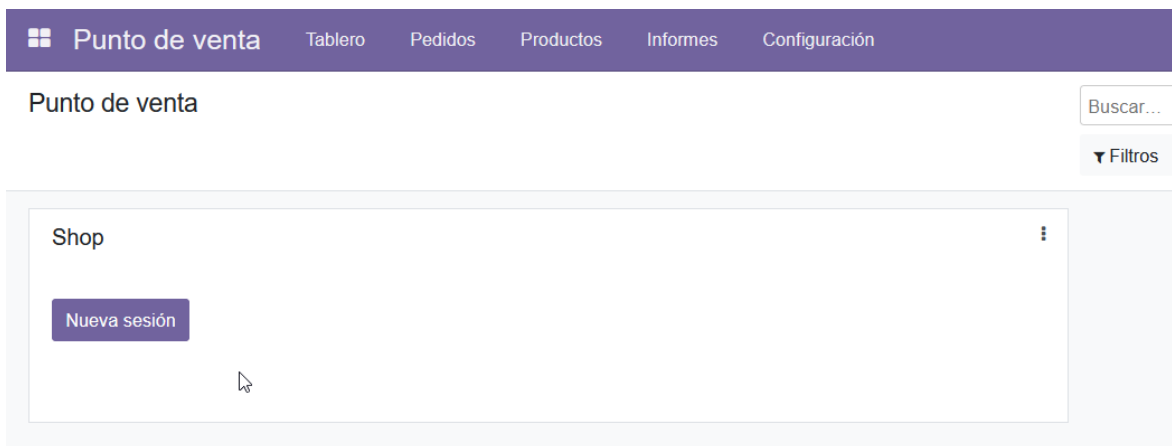 Punto de venta Tablero Pedidos Productos Informes Configuración
Punto de venta
Buscar...
Filtros
Shop
Nueva sesión